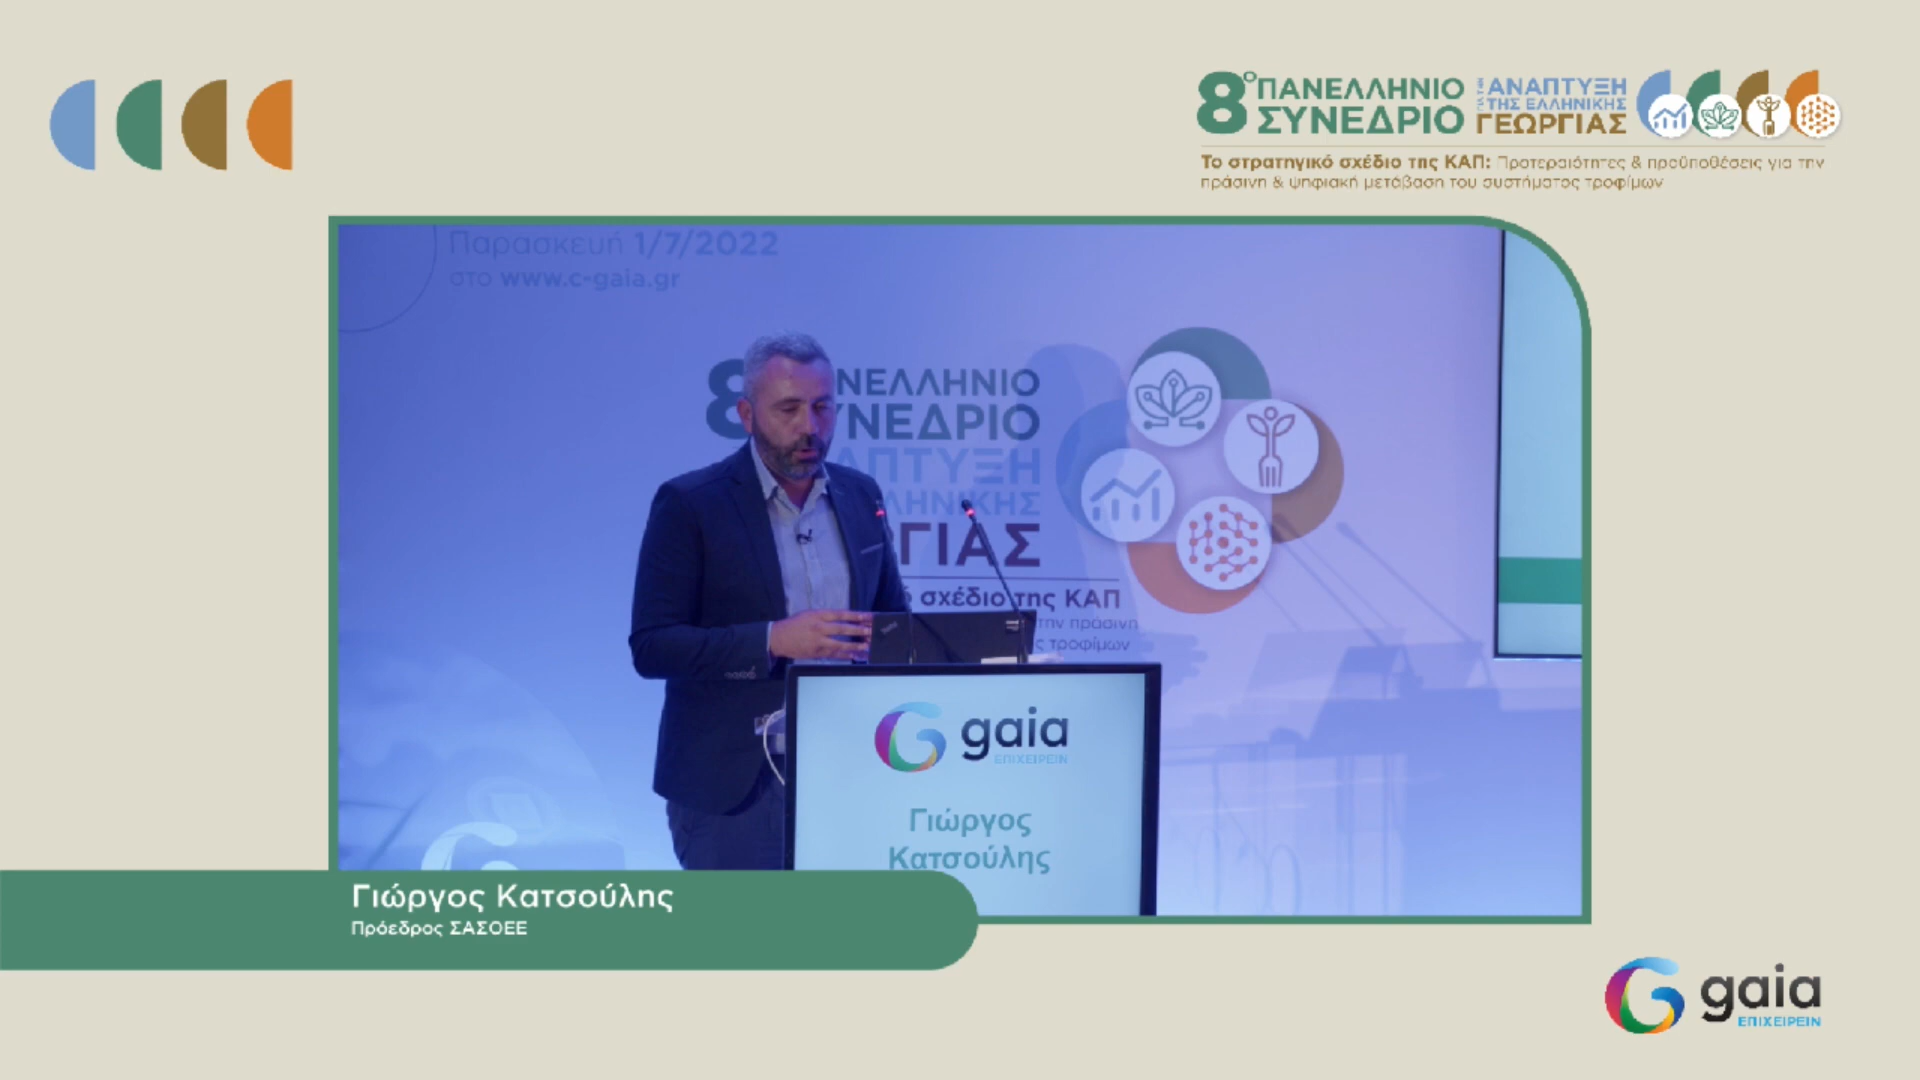 8ο ΠΑΝΕΛΛΗΝΙΟ
ΣΥΝΕΔΡΙΟ
ΑΝΑΠΤΥΞΗ
ΤΗΣ ΕΛΛΗΝΙΚΗΣ
ΓΕΩΡΓΙΑΣ
Το στρατηγικό σχέδιο της ΚΑΠ: Προτεραιότητες & προϋποθέσεις για την
πράσινη & ψηφιακή μετάβαση του συστήματος τροφίμων
Παρασκευή 1/7/2022
στο www.c-gaia.gr
8 ΝΕΛΛΗΝΙΟ
ΥΝΕΔΡΙΟ
ΑΠΤΥΞΗ
ΛΗΝΙΚΗΣ
ΓΙΑΣ
σχέδιο της ΚΑΠ
την πράσινη
ς τροφίμων
gaia
ΕΠΙΧΕΙΡΕΙΝ
Γιώργος
Κατσούλης
Γιώργος Κατσούλης
Πρόεδρος ΣΑΣΟΕΕ
gaia
ΕΠΙΧΕΙΡΕΙΝ